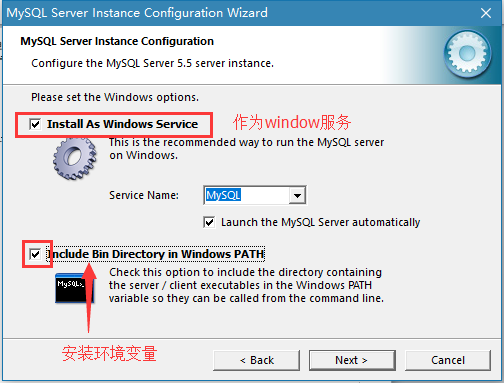 MySQL Server Instance Configuration Wizard
MySQL Server Instance Configuration
Configure the MySQL Server 5.5 server instance.
Please set the Windows options.
Install As Windows Service
作为window服务
This is the recommended way to run the MySQL server
on Windows.
Service Name:
MySQL
Launch the MySQL Server automatically
Include Bin Directory in Windows PATH
Check this option to include the directory containing
the server / client executables in the Windows PATH
variable so they can be called from the command line.
安装环境变量
< Back
Next >
Cancel